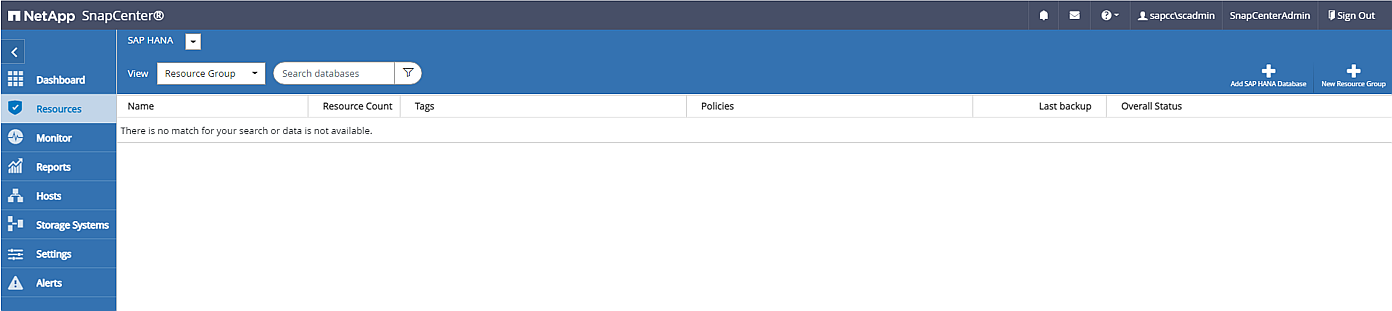 NetApp SnapCenter®
sapcc\scadmin SnapCenterAdmin Sign Out
SAP HANA
View Resource Group Search databases
Add SAP HANA Database New Resource Group
Dashboard
Resources
Monitor
Reports
Hosts
Storage Systems
Settings
Alerts
Name Resource Count Tags Policies Last backup Overall Status
There is no match for your search or data is not available.